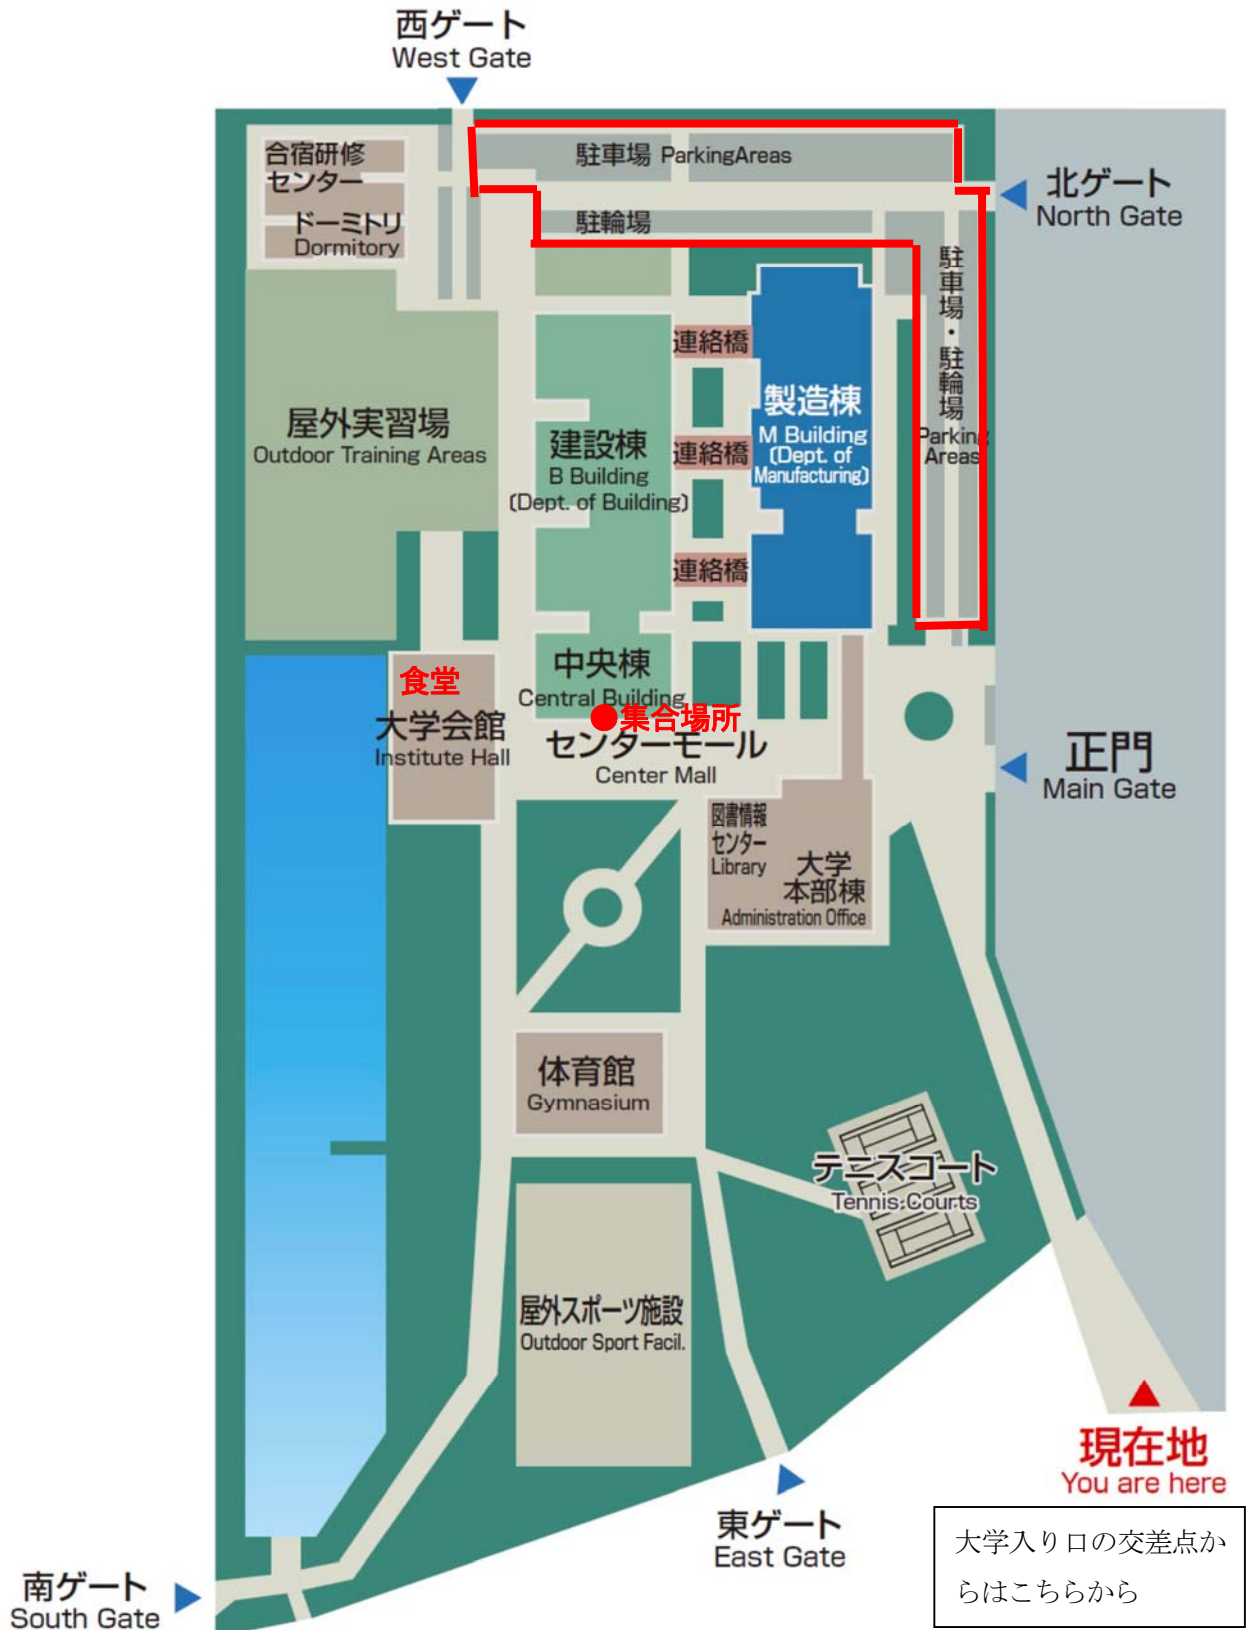 西ゲート
West Gate
合宿研修
センター
ドーミトリ
Dormitory
駐車場 ParkingAreas
駐輪場
北ゲート
North Gate
駐車場・駐輪場
Parking
Areas
連絡橋
連絡橋
連絡橋
製造棟
M Building
(Dept. of
Manufacturing)
屋外実習場
Outdoor Training Areas
建設棟
B Building
(Dept. of Building)
中央棟
Central Building
集合場所
センターモール
Center Mall
食堂
大学会館
Institute Hall
正門
Main Gate
図書情報
センター
Library
大学
本部棟
Administration Office
体育館
Gymnasium
テニスコート
Tennis Courts
屋外スポーツ施設
Outdoor Sport Facil.
現在地
You are here
大学入り口の交差点か
らはこちらから
東ゲート
East Gate
南ゲート
South Gate